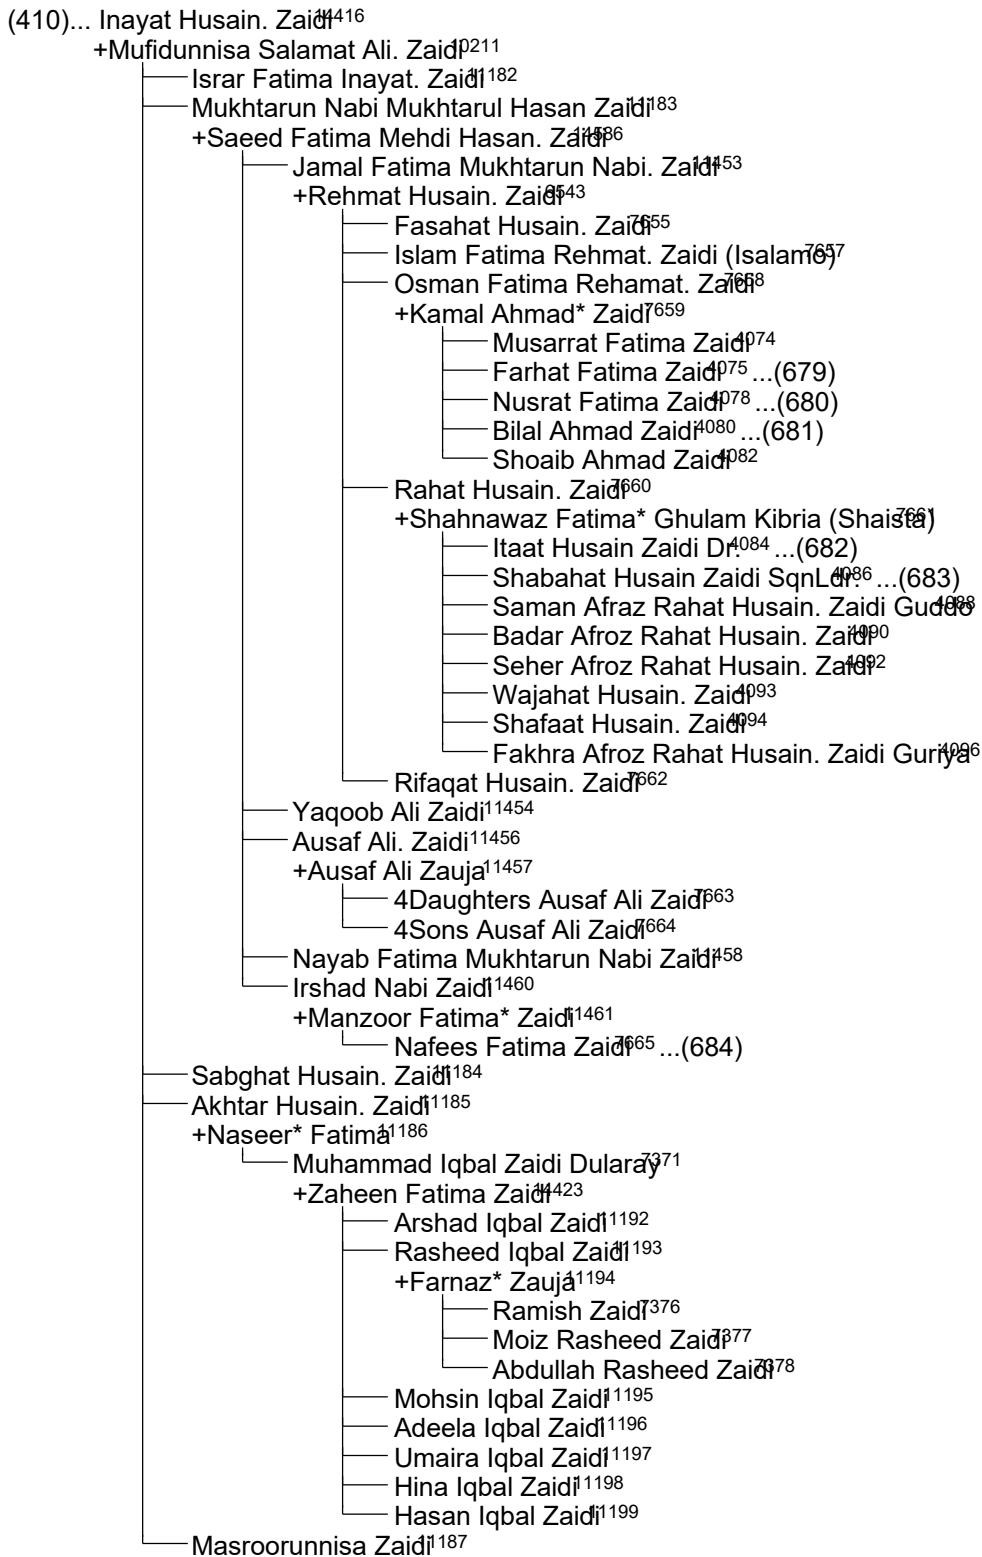 (410)... Inayat Husain. Zaidi14416
+Mufidunnisa Salamat Ali. Zaidi10211
Israr Fatima Inayat. Zaidi11182
Mukhtarun Nabi Mukhtarul Hasan Zaidi11183
+Saeed Fatima Mehdi Hasan. Zaidi14586
Jamal Fatima Mukhtarun Nabi. Zaidi11453
+Rehmat Husain. Zaidi8543
Fasahat Husain. Zaidi7655
Islam Fatima Rehmat. Zaidi (Isalamo)7657
Osman Fatima Rehamat. Zaidi7658
+Kamal Ahmad* Zaidi7659
Musarrat Fatima Zaidi4074
Farhat Fatima Zaidi4075 ...(679)
Nusrat Fatima Zaidi4078 ...(680)
Bilal Ahmad Zaidi4080 ...(681)
Shoaib Ahmad Zaidi4082
Rahat Husain. Zaidi7660
+Shahnawaz Fatima* Ghulam Kibria (Shaista)7661
Itaat Husain Zaidi Dr.4084 ...(682)
Shabahat Husain Zaidi SqnLdr.4086 ...(683)
Saman Afraz Rahat Husain. Zaidi Guddo4088
Badar Afroz Rahat Husain. Zaidi4090
Seher Afroz Rahat Husain. Zaidi4092
Wajahat Husain. Zaidi4093
Shafaat Husain. Zaidi4094
Fakhra Afroz Rahat Husain. Zaidi Guriya4096
Rifaqat Husain. Zaidi7662
Yaqoob Ali Zaidi11454
Ausaf Ali. Zaidi11456
+Ausaf Ali Zauja11457
4Daughters Ausaf Ali Zaidi7663
4Sons Ausaf Ali Zaidi7664
Nayab Fatima Mukhtarun Nabi Zaidi11458
Irshad Nabi Zaidi11460
+Manzoor Fatima* Zaidi11461
Nafees Fatima Zaidi7665 ...(684)
Sabghat Husain. Zaidi11184
Akhtar Husain. Zaidi11185
+Naseer* Fatima11186
Muhammad Iqbal Zaidi Dularay7371
+Zaheen Fatima Zaidi14423
Arshad Iqbal Zaidi11192
Rasheed Iqbal Zaidi11193
+Farnaz* Zauja11194
Ramish Zaidi7376
Moiz Rasheed Zaidi7377
Abdullah Rasheed Zaidi7378
Mohsin Iqbal Zaidi11195
Adeela Iqbal Zaidi11196
Umaira Iqbal Zaidi11197
Hina Iqbal Zaidi11198
Hasan Iqbal Zaidi11199
Masroorunnisa Zaidi11187